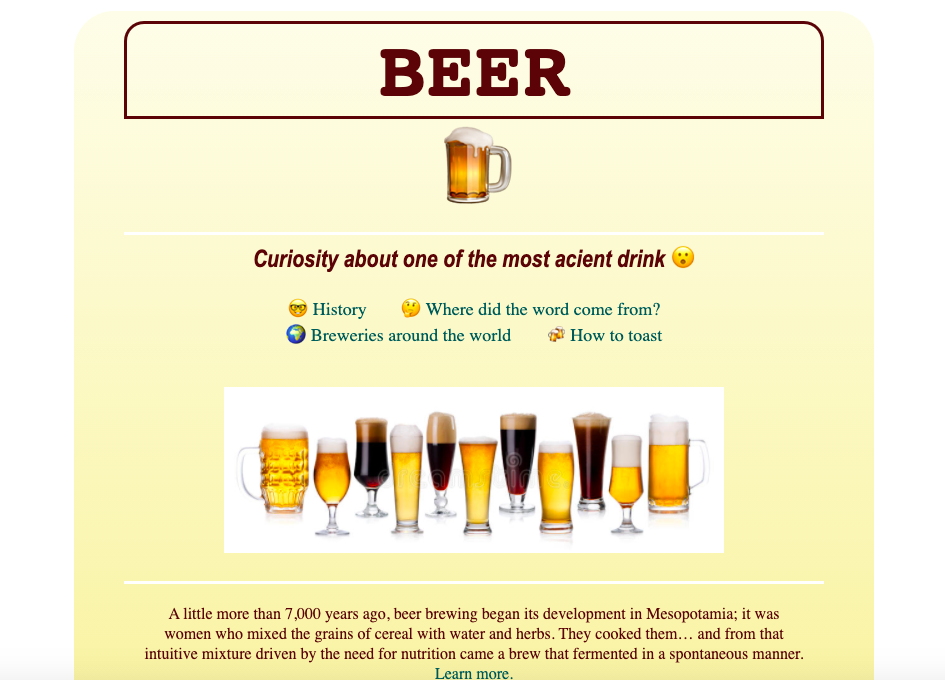 BEER
Curiosity about one of the most acient drink 😮
🤓 History 🤔 Where did the word come from?
🌍 Breweries around the world 🍻 How to toast
A little more than 7,000 years ago, beer brewing began its development in Mesopotamia; it was
women who mixed the grains of cereal with water and herbs. They cooked them… and from that
intuitive mixture driven by the need for nutrition came a brew that fermented in a spontaneous manner.
Learn more.